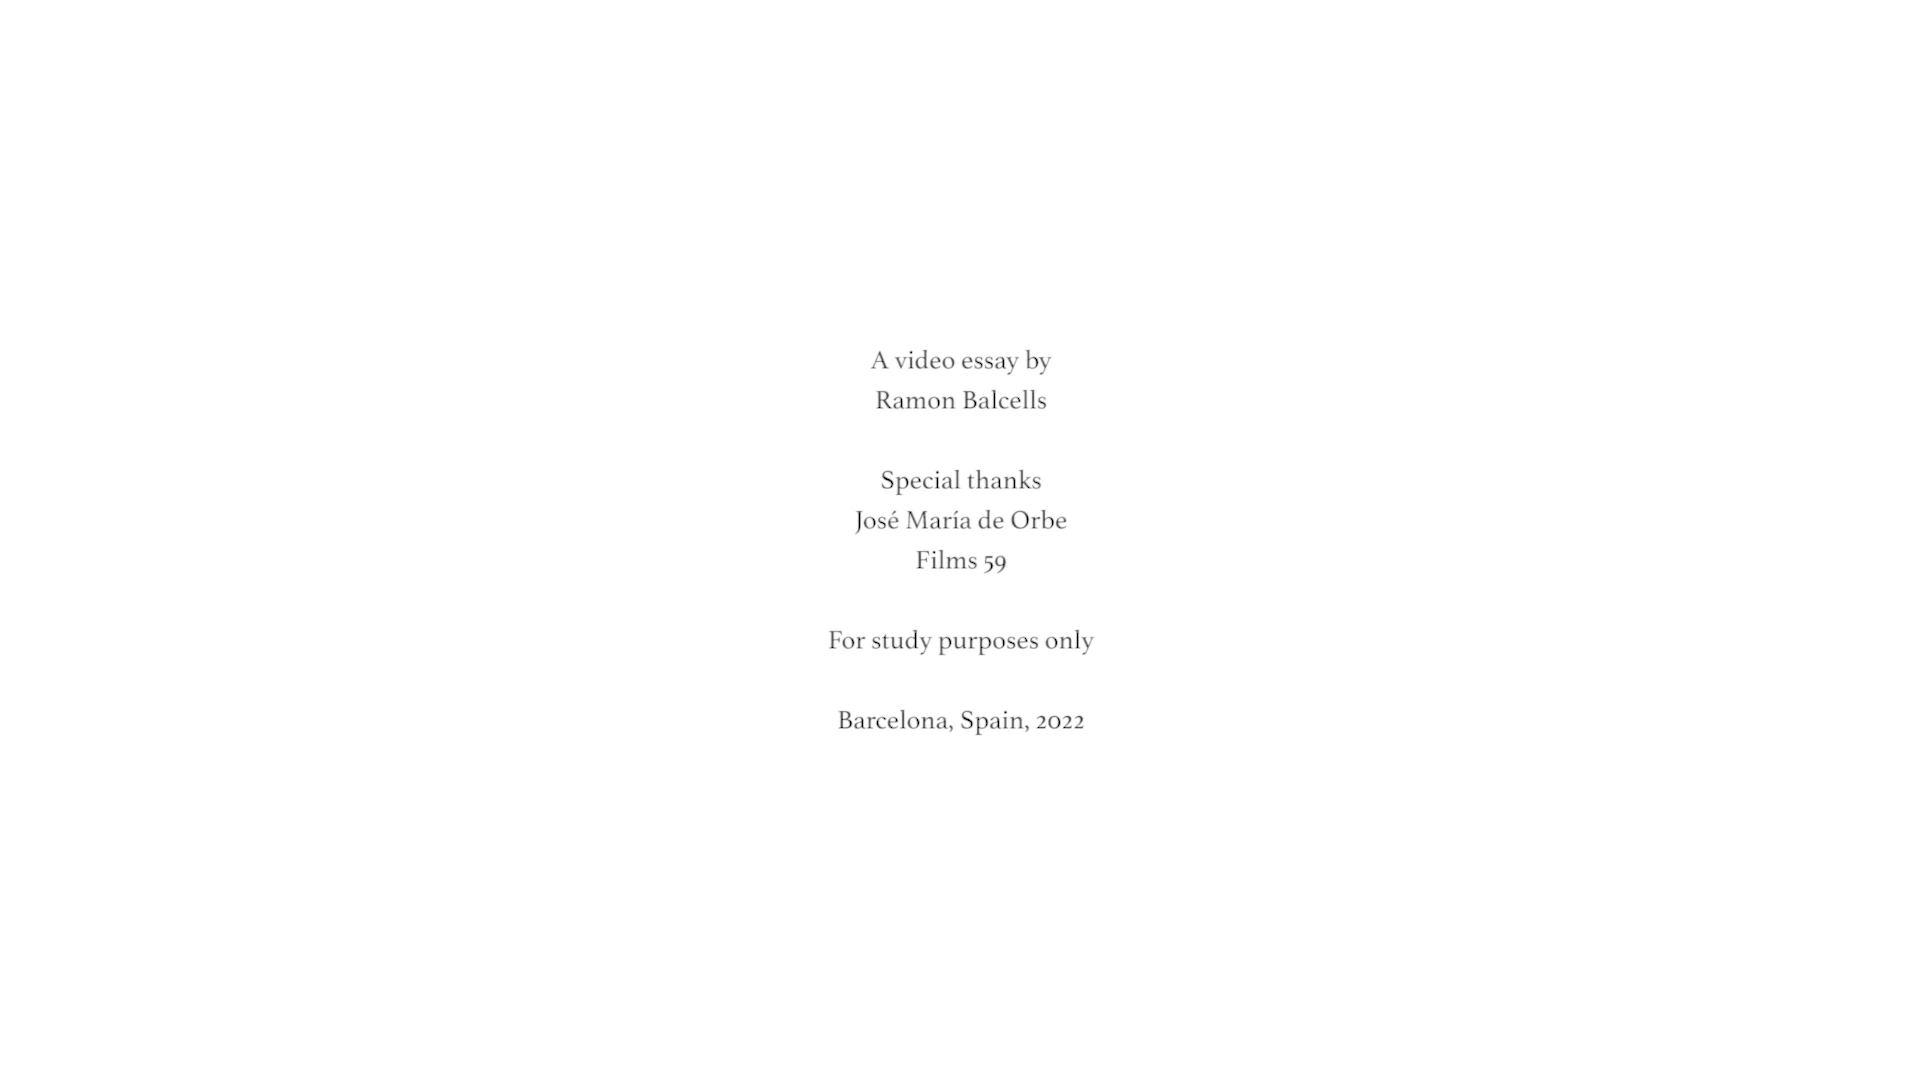 A video essay by
Ramon Balcells
Special thanks
José María de Orbe
Films 59
For study purposes only
Barcelona, Spain, 2022